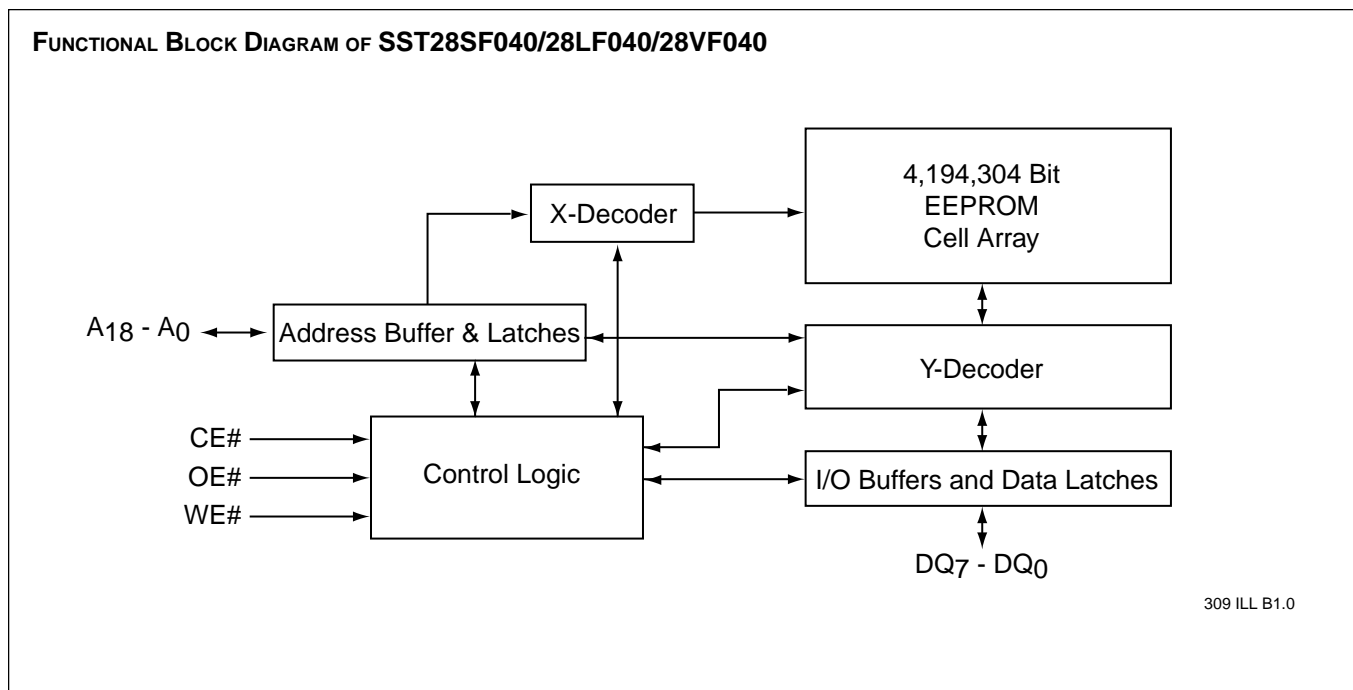 FUNCTIONAL BLOCK DIAGRAM OF SST28SF040/28LF040/28VF040
4,194,304 Bit
EEPROM
Cell Array
X-Decoder
A18 - A0
Address Buffer & Latches
Y-Decoder
CE#
OE#
WE#
Control Logic
I/O Buffers and Data Latches
DQ7 - DQ0
309 ILL B1.0